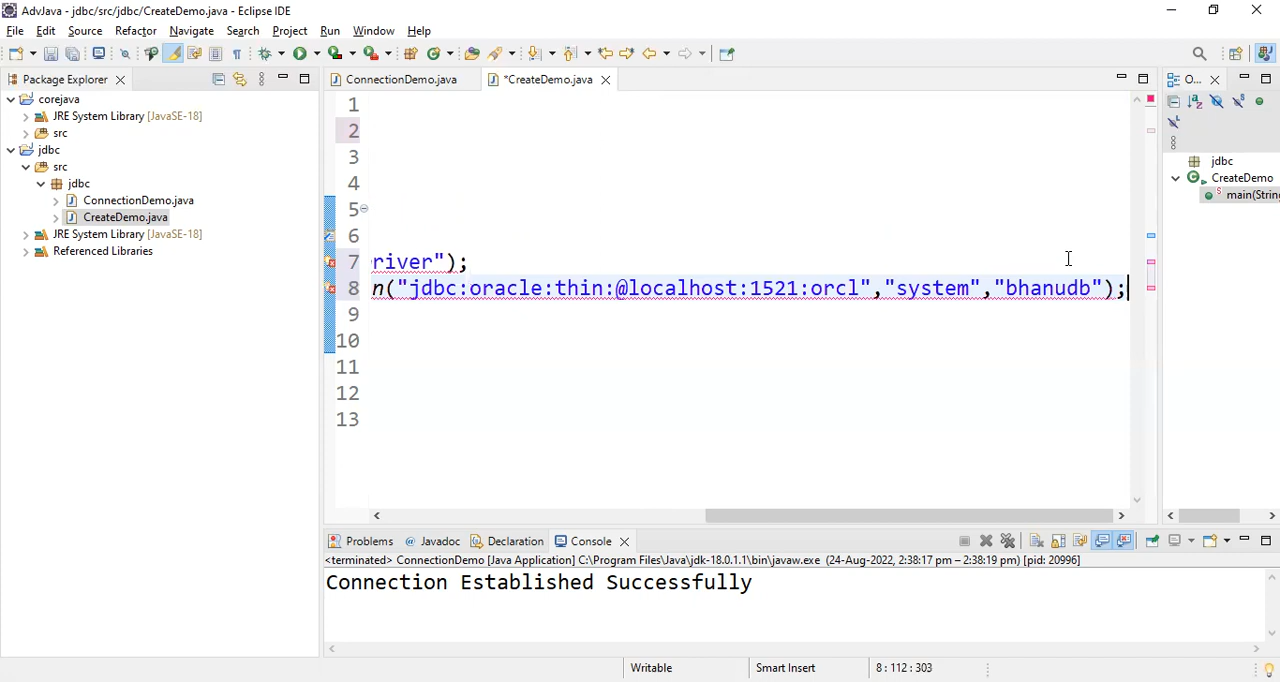 AdvJava - jdbc/src/jdbc/CreateDemo.java - Eclipse IDE
File Edit Source Refactor Navigate Search Project Run Window Help
Package Explorer
corejava
JRE System Library [JavaSE-18]
src
jdbc
src
jdbc
ConnectionDemo.java
CreateDemo.java
JRE System Library [JavaSE-18]
Referenced Libraries
ConnectionDemo.java *CreateDemo.java
1
2
3
4
5
6
7 river");
8 n("jdbc:oracle:thin:@localhost:1521:orcl","system","bhanudb");
9
10
11
12
13
O...
jdbc
CreateDemo
main(String
Problems @ Javadoc Declaration Console
<terminated> ConnectionDemo [Java Application] C:\Program Files\Java\jdk-18.0.1.1\bin\javaw.exe (24-Aug-2022, 2:38:17 pm – 2:38:19 pm) [pid: 20996]
Connection Established Successfully
Writable Smart Insert 8 : 112 : 303